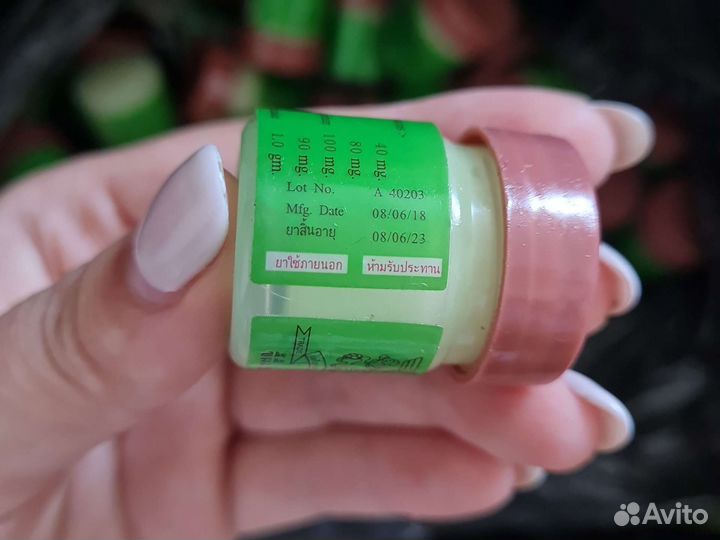 40 mg.
80 mg.
100 mg.
90 mg.
1.0 gm.
Lot No. A 40203
Mfg. Date 08/06/18
ยาสิ้นอายุ 08/06/23
ยาใช้ภายนอก ห้ามรับประทาน
Avito